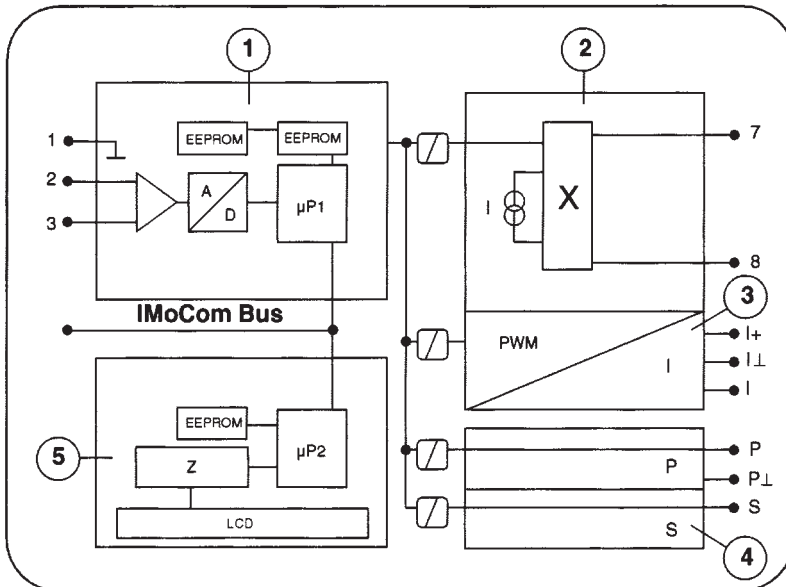 1
2
EEPROM
EEPROM
1
2
3
A
D
µP1
I
X
7
8
IMoCom Bus
3
PWM
I
I+
I⊥
I
EEPROM
µP2
5
Z
LCD
P
P
P⊥
S
S
4